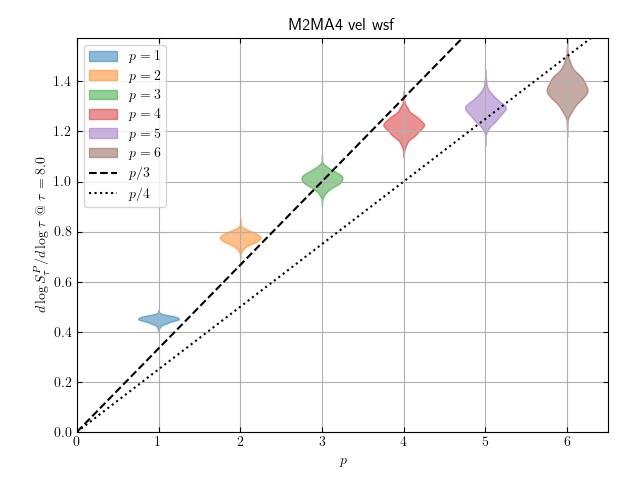 M2MA4 vel wsf
d log S_τ^P / d log τ @ τ = 8.0
1.4
1.2
1.0
0.8
0.6
0.4
0.2
0.0
p = 1
p = 2
p = 3
p = 4
p = 5
p = 6
p/3
p/4
0 1 2 3 4 5 6
p